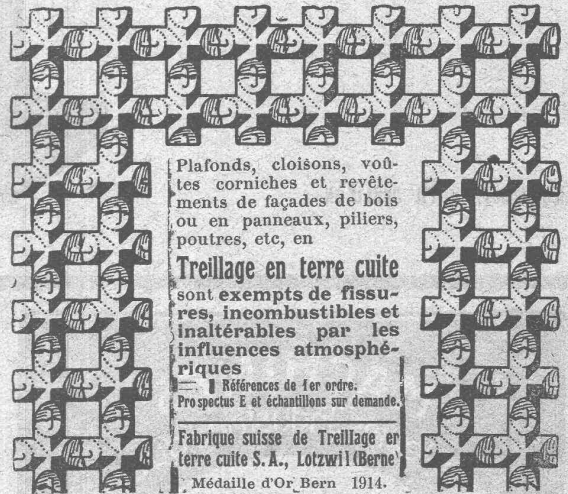 Plafonds, cloisons, voû-
tes corniches et revête-
ments de façades de bois
ou en panneaux, piliers,
poutres, etc, en
Treillage en terre cuite
sont exempts de fissu-
res, incombustibles et
inaltérables par les
influences atmosphé-
riques
Références de 1er ordre.
Prospectus E et échantillons sur demande.
Fabrique suisse de Treillage er
terre cuite S.A., Lotzwil (Berne)
Médaille d'Or Bern 1914.